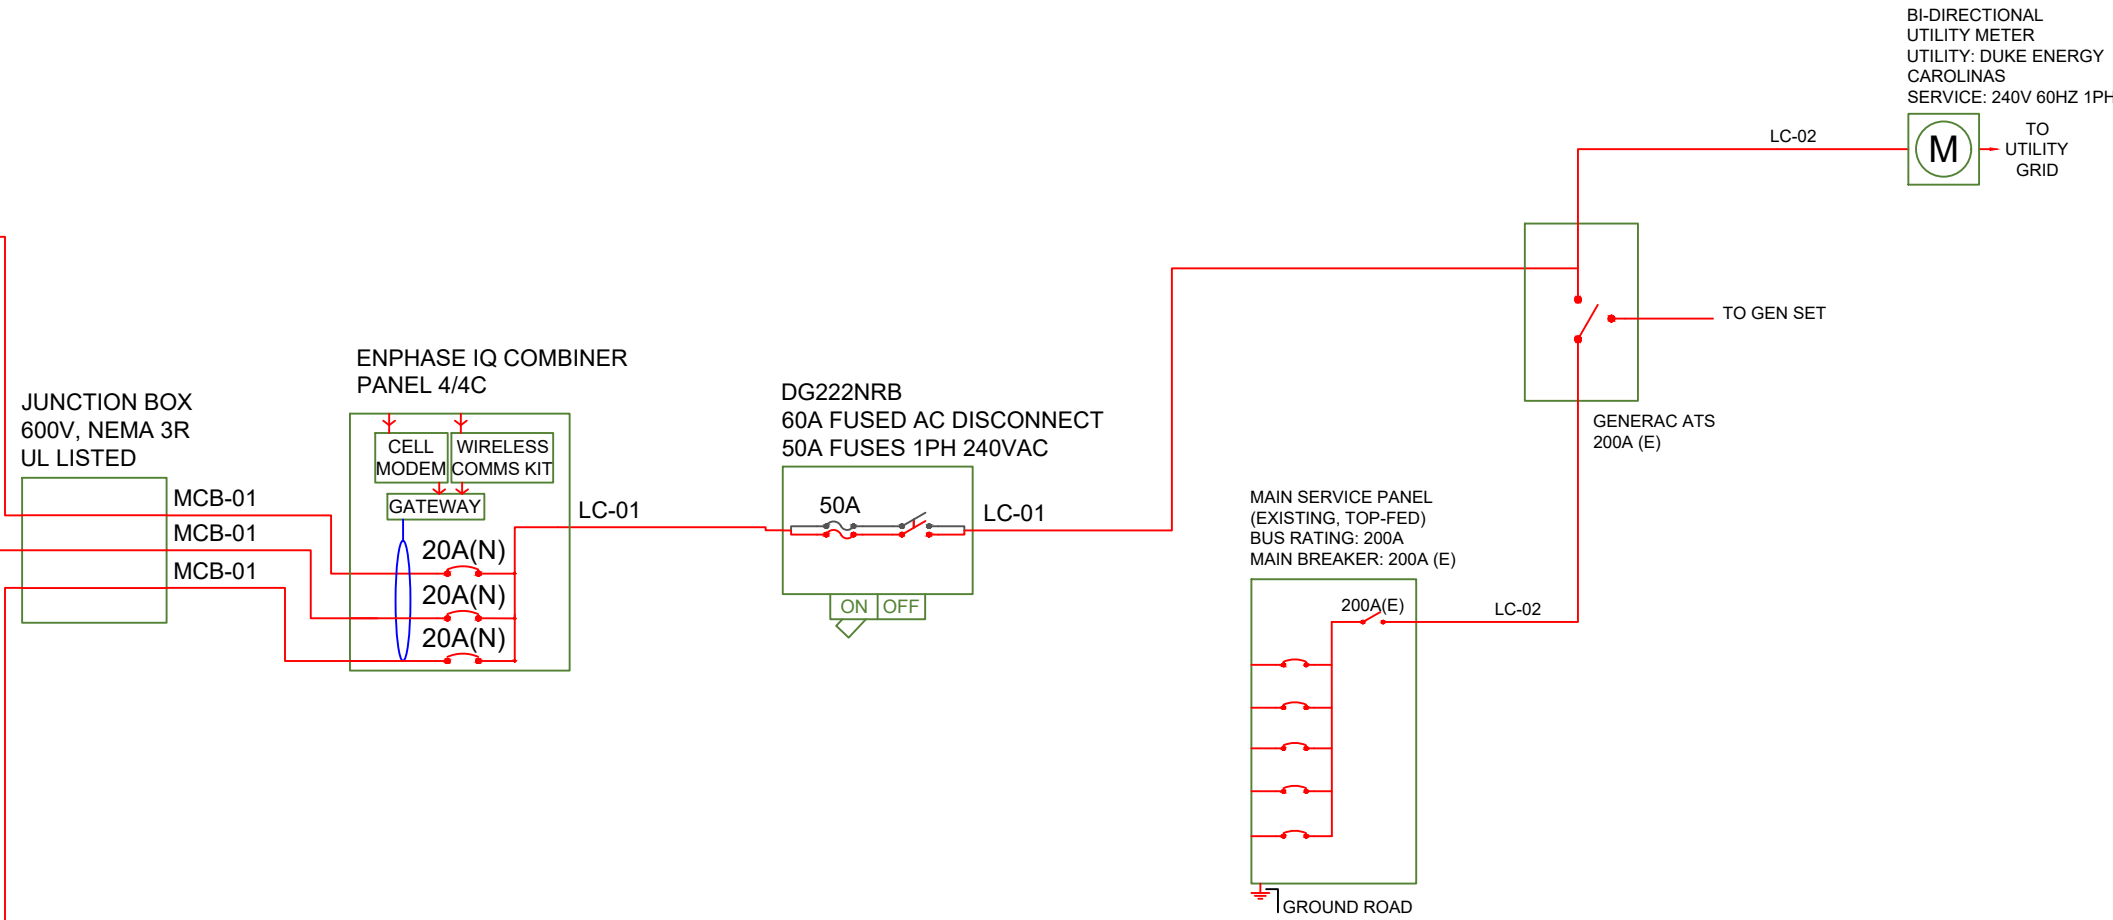 BI-DIRECTIONAL
UTILITY METER
UTILITY: DUKE ENERGY
CAROLINAS
SERVICE: 240V 60HZ 1PH
LC-02
M
TO
UTILITY
GRID
TO GEN SET
GENERAC ATS
200A (E)
ENPHASE IQ COMBINER
PANEL 4/4C
CELL
MODEM
WIRELESS
COMMS KIT
GATEWAY
20A(N)
20A(N)
20A(N)
LC-01
JUNCTION BOX
600V, NEMA 3R
UL LISTED
MCB-01
MCB-01
MCB-01
DG222NRB
60A FUSED AC DISCONNECT
50A FUSES 1PH 240VAC
50A
LC-01
ON
OFF
MAIN SERVICE PANEL
(EXISTING, TOP-FED)
BUS RATING: 200A
MAIN BREAKER: 200A (E)
200A(E)
LC-02
GROUND ROAD